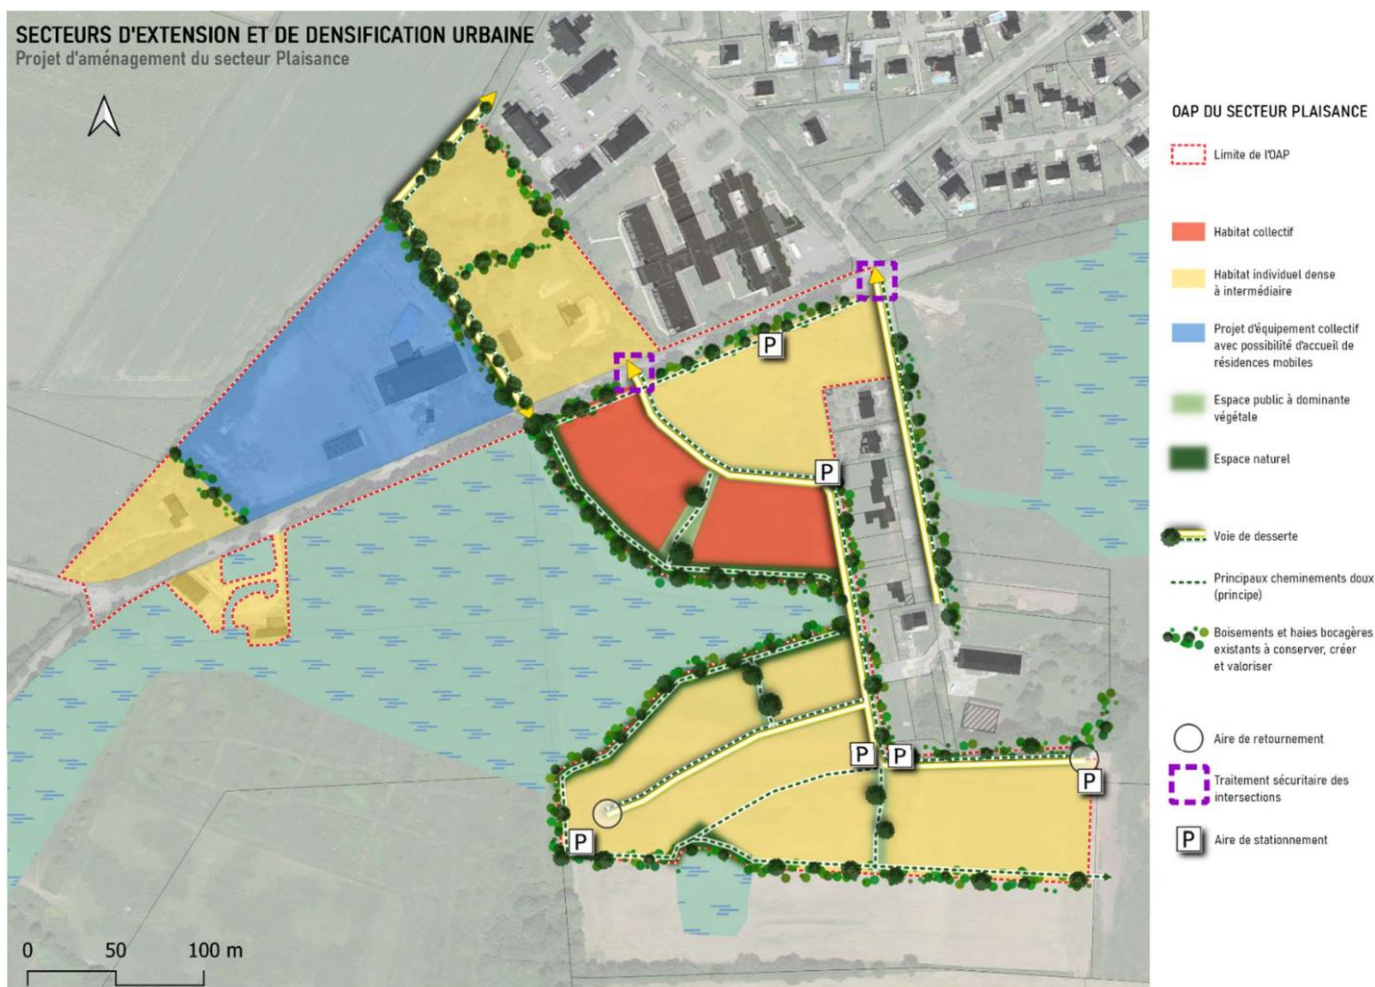 SECTEURS D'EXTENSION ET DE DENSIFICATION URBAINE
Projet d'aménagement du secteur Plaisance
P
P
P
P
P
P
0 50 100 m
OAP DU SECTEUR PLAISANCE
Limite de l'OAP
Habitat collectif
Habitat individuel dense
à intermédiaire
Projet d'équipement collectif
avec possibilité d'accueil de
résidences mobiles
Espace public à dominante
végétale
Espace naturel
Voie de desserte
Principaux cheminements doux
(principe)
Boisements et haies bocagères
existants à conserver, créer
et valoriser
Aire de retournement
Traitement sécuritaire des
intersections
P Aire de stationnement